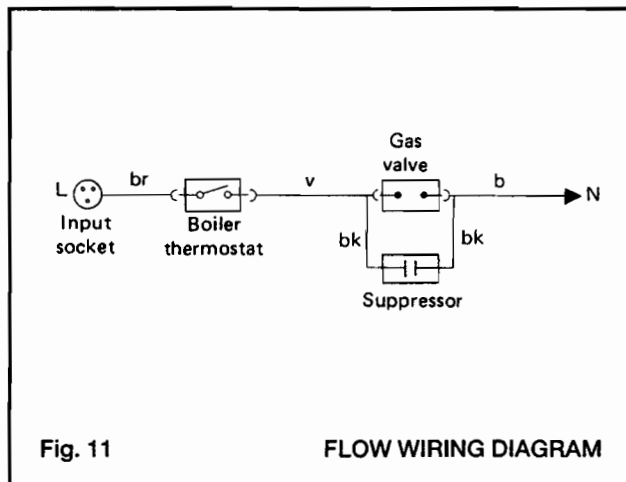 Gas
valve
L br v b N
Input
socket
Boiler
thermostat
bk bk
Suppressor
Fig. 11 FLOW WIRING DIAGRAM